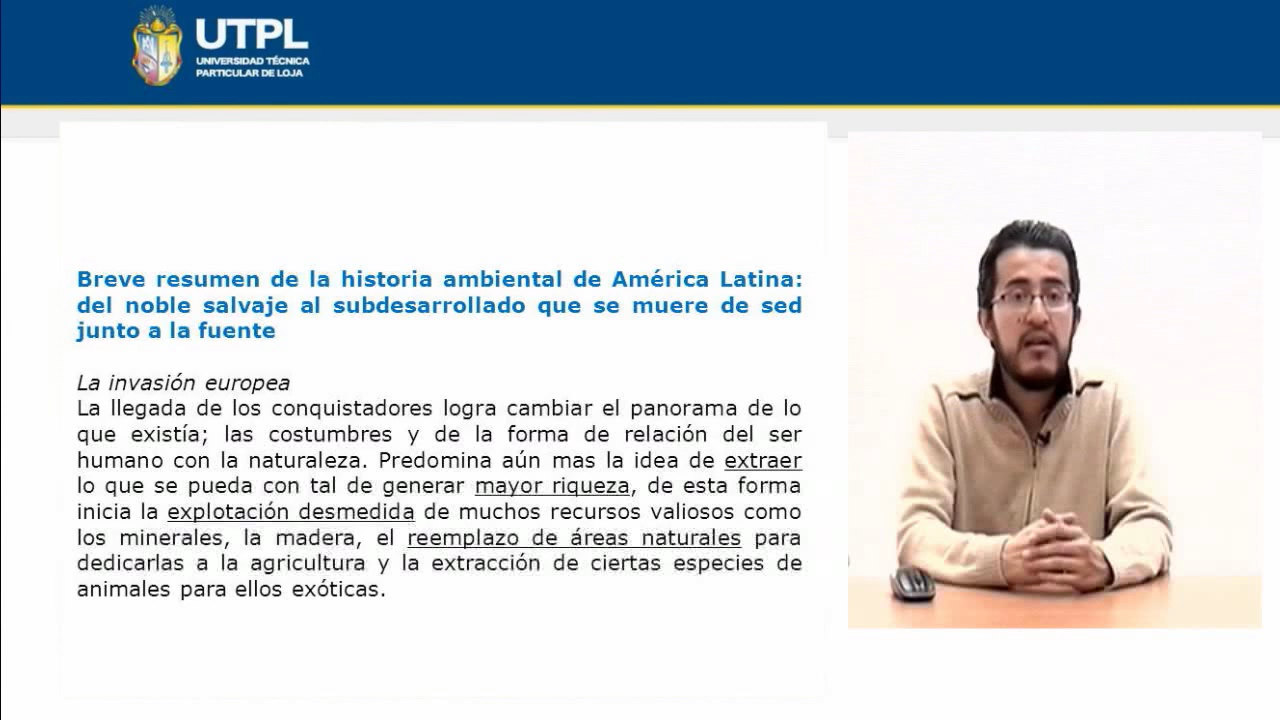 UTPL
UNIVERSIDAD TÉCNICA
PARTICULAR DE LOJA
Breve resumen de la historia ambiental de América Latina:
del noble salvaje al subdesarrollado que se muere de sed
junto a la fuente
La invasión europea
La llegada de los conquistadores logra cambiar el panorama de lo
que existía; las costumbres y de la forma de relación del ser
humano con la naturaleza. Predomina aún mas la idea de extraer
lo que se pueda con tal de generar mayor riqueza, de esta forma
inicia la explotación desmedida de muchos recursos valiosos como
los minerales, la madera, el reemplazo de áreas naturales para
dedicarlas a la agricultura y la extracción de ciertas especies de
animales para ellos exóticas.